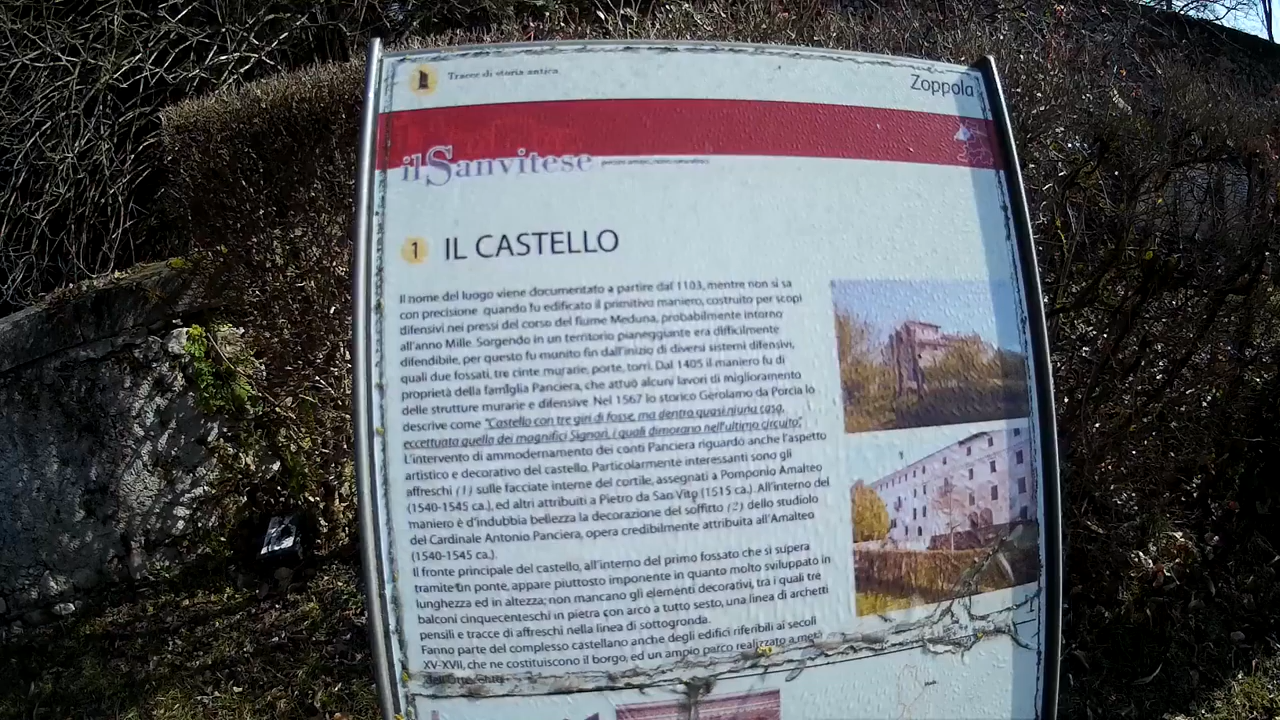 Tracce di storia antica
Zoppola
il Sanvitese
1 IL CASTELLO
Il nome del luogo viene documentato a partire dal 1103, mentre non si sa
con precisione quando fu edificato il primitivo maniero, costruito per scopi
difensivi nei pressi del corso del fiume Meduna, probabilmente intorno
all'anno Mille. Sorgendo in un territorio pianeggiante era difficilmente
difendibile, per questo fu munito fin dall'inizio di diversi sistemi difensivi,
quali due fossati, tre cinte murarie, porte, torri. Dal 1405 il maniero fu di
proprietà della famiglia Panciera, che attuò alcuni lavori di miglioramento
delle strutture murarie e difensive. Nel 1567 lo storico Gerolamo da Porcia lo
descrive come "Castello con tre giri di fosse, ma dentro quasi niuna casa,
eccettuata quella dei magnifici Signori, i quali dimorano nell'ultimo circuito".
L'intervento di ammodernamento dei conti Panciera riguardò anche l'aspetto
artistico e decorativo del castello. Particolarmente interessanti sono gli
affreschi (1) sulle facciate interne del cortile, assegnati a Pomponio Amalteo
(1540-1545 ca.), ed altri attribuiti a Pietro da San Vito (1515 ca.). All'interno del
maniero è d'indubbia bellezza la decorazione del soffitto (2) dello studiolo
del Cardinale Antonio Panciera, opera credibilmente attribuita all'Amalteo
(1540-1545 ca.).
Il fronte principale del castello, all'interno del primo fossato che si supera
tramite un ponte, appare piuttosto imponente in quanto molto sviluppato in
lunghezza ed in altezza; non mancano gli elementi decorativi, tra i quali tre
balconi cinquecenteschi in pietra con arco a tutto sesto, una linea di archetti
pensili e tracce di affreschi nella linea di sottogronda.
Fanno parte del complesso castellano anche degli edifici riferibili ai secoli
XV-XVII, che ne costituiscono il borgo, ed un ampio parco realizzato a metà
dell'Ottocento.